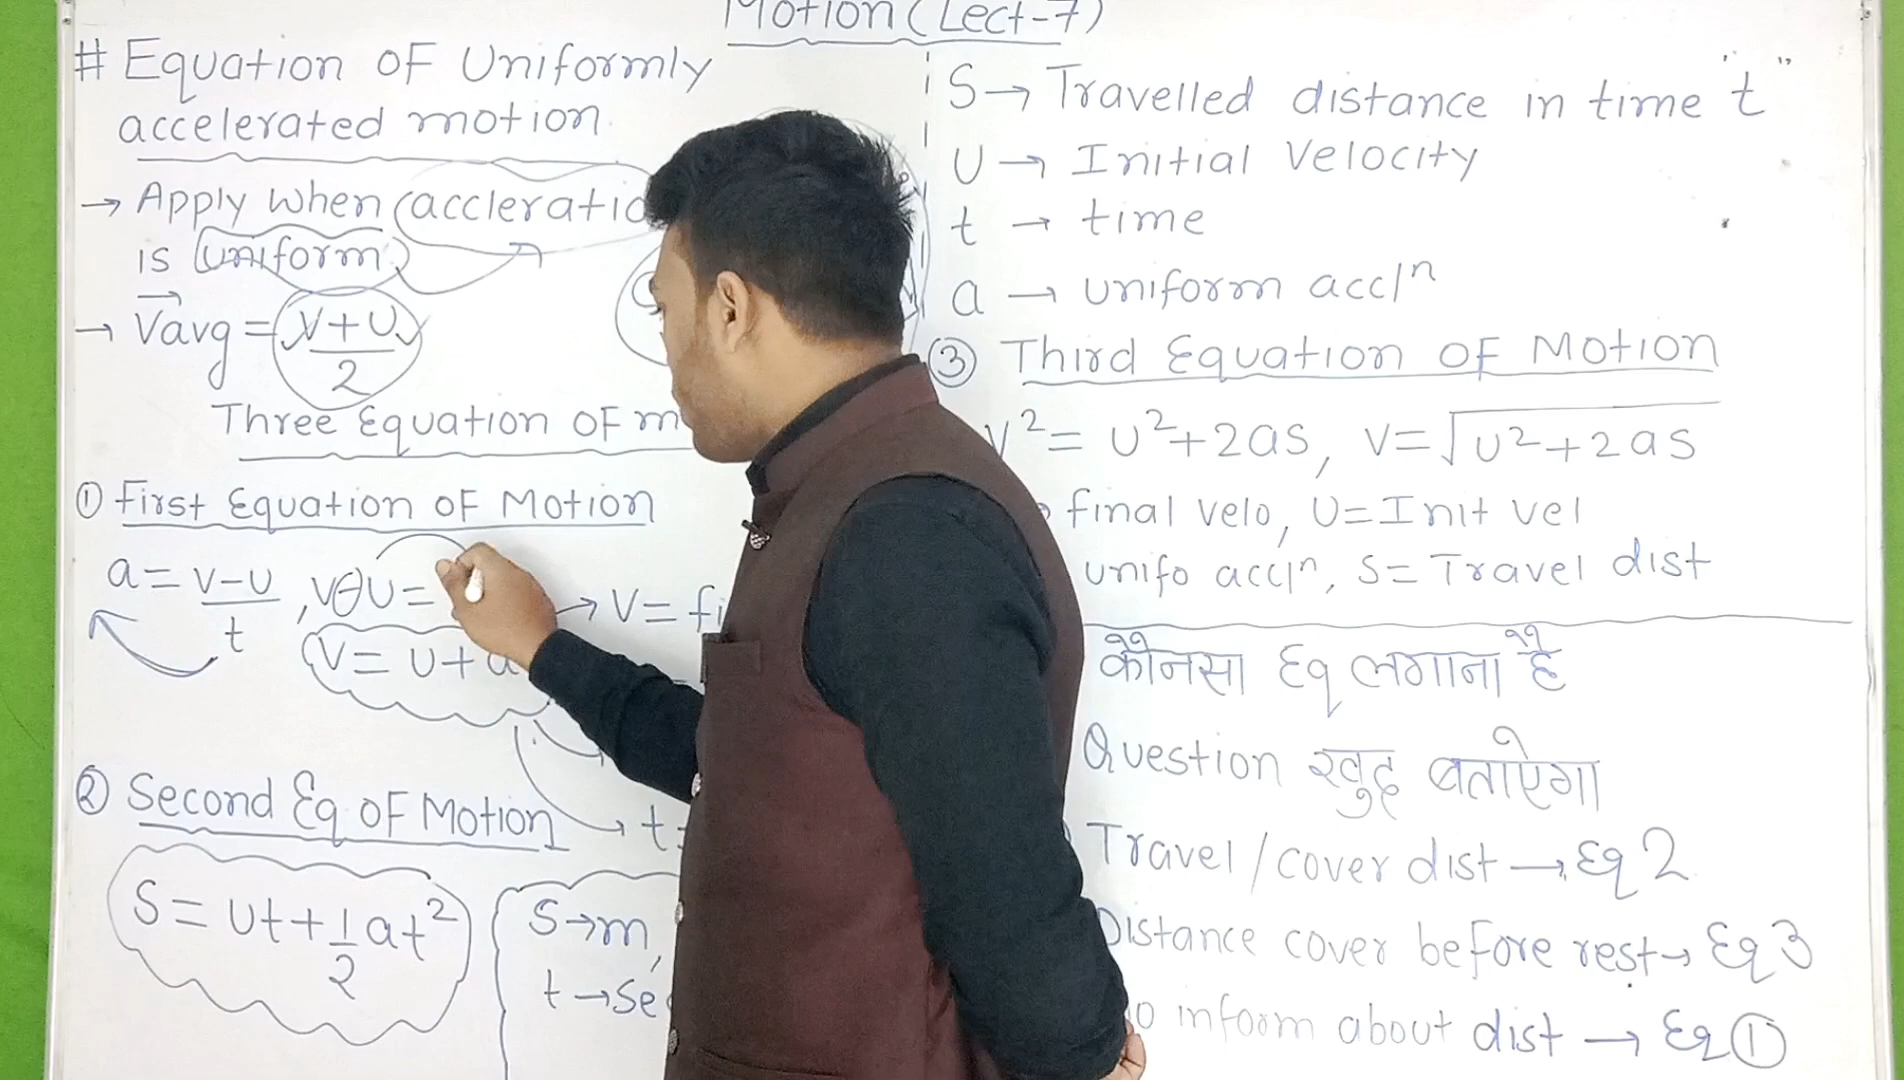 Motion (Lect-7)
# Equation OF Uniformly
accelerated motion
→ Apply when accleratio
is uniform
→ Vavg = V+U/2
Three Equation OF m
① First Equation OF Motion
a = V-U/t , V-U =
V = U+a
→ V = fi
② Second Eq OF Motion
→ t
S = Ut + 1/2 at²
S→m,
t→Se
S → Travelled distance in time "t"
U → Initial Velocity
t → time
a → uniform acclⁿ
③ Third Equation OF Motion
V² = U²+2as, V=√U²+2as
final velo, U=Init vel
unifo acclⁿ, S= Travel dist
कौनसा Eq लगाना है
Question खुद बताऐगा
Travel/cover dist → Eq 2
Distance cover before rest → Eq 3
o inform about dist → Eq ①